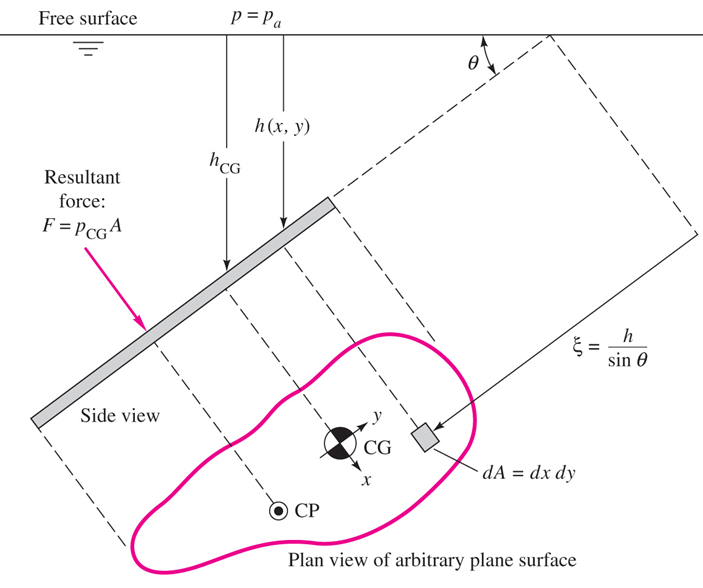 Free surface
p = pₐ
θ
h(x, y)
h_CG
Resultant
force:
F = p_CG A
ξ = h / sin θ
Side view
y
CG
x
dA = dx dy
CP
Plan view of arbitrary plane surface